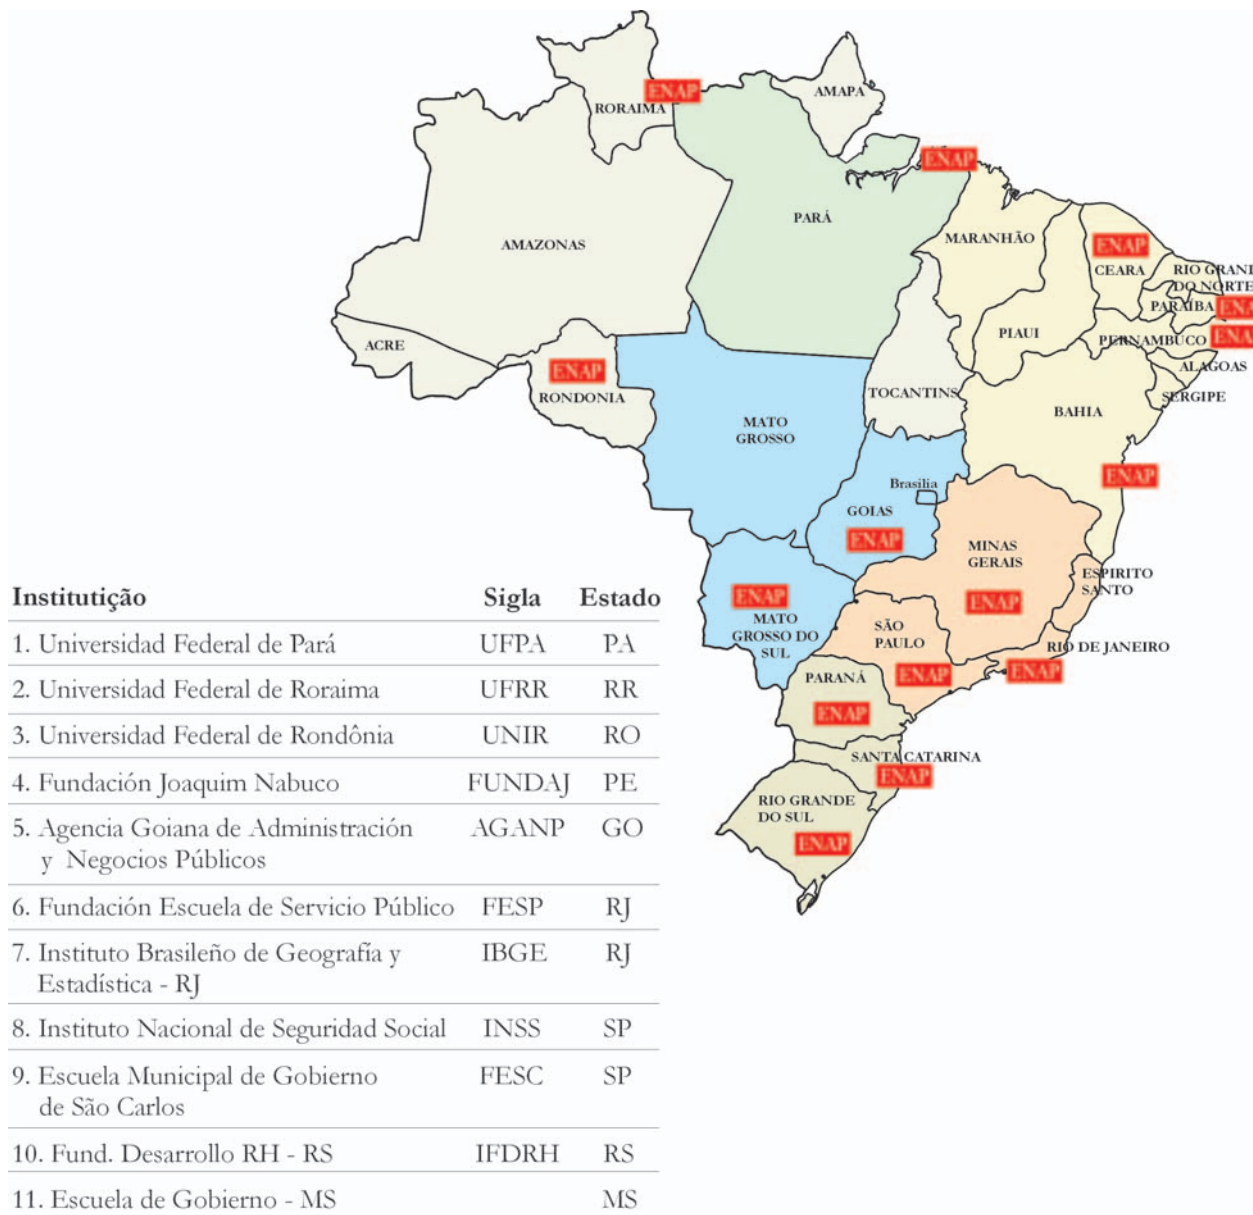 ENAP
RORAIMA
AMAPA
ENAP
PARÁ
AMAZONAS
MARANHÃO
ENAP
CEARA
RIO GRAND
DO NORTE
PARAÍBA
ENA
PIAUI
PERNAMBUCO
ENA
ACRE
ENAP
RONDONIA
ALAGOAS
TOCANTINS
SERGIPE
BAHIA
MATO
GROSSO
ENAP
Brasilia
GOIAS
ENAP
MINAS
GERAIS
ENAP
ESPIRITO
SANTO
ENAP
MATO
GROSSO DO
SUL
SÃO
PAULO
RIO DE JANEIRO
ENAP
ENAP
PARANÁ
ENAP
SANTA CATARINA
ENAP
RIO GRANDE
DO SUL
ENAP
Institutição Sigla Estado
1. Universidad Federal de Pará UFPA PA
2. Universidad Federal de Roraima UFRR RR
3. Universidad Federal de Rondônia UNIR RO
4. Fundación Joaquim Nabuco FUNDAJ PE
5. Agencia Goiana de Administración AGANP GO
y Negocios Públicos
6. Fundación Escuela de Servicio Público FESP RJ
7. Instituto Brasileño de Geografía y IBGE RJ
Estadística - RJ
8. Instituto Nacional de Seguridad Social INSS SP
9. Escuela Municipal de Gobierno FESC SP
de São Carlos
10. Fund. Desarrollo RH - RS IFDRH RS
11. Escuela de Gobierno - MS MS